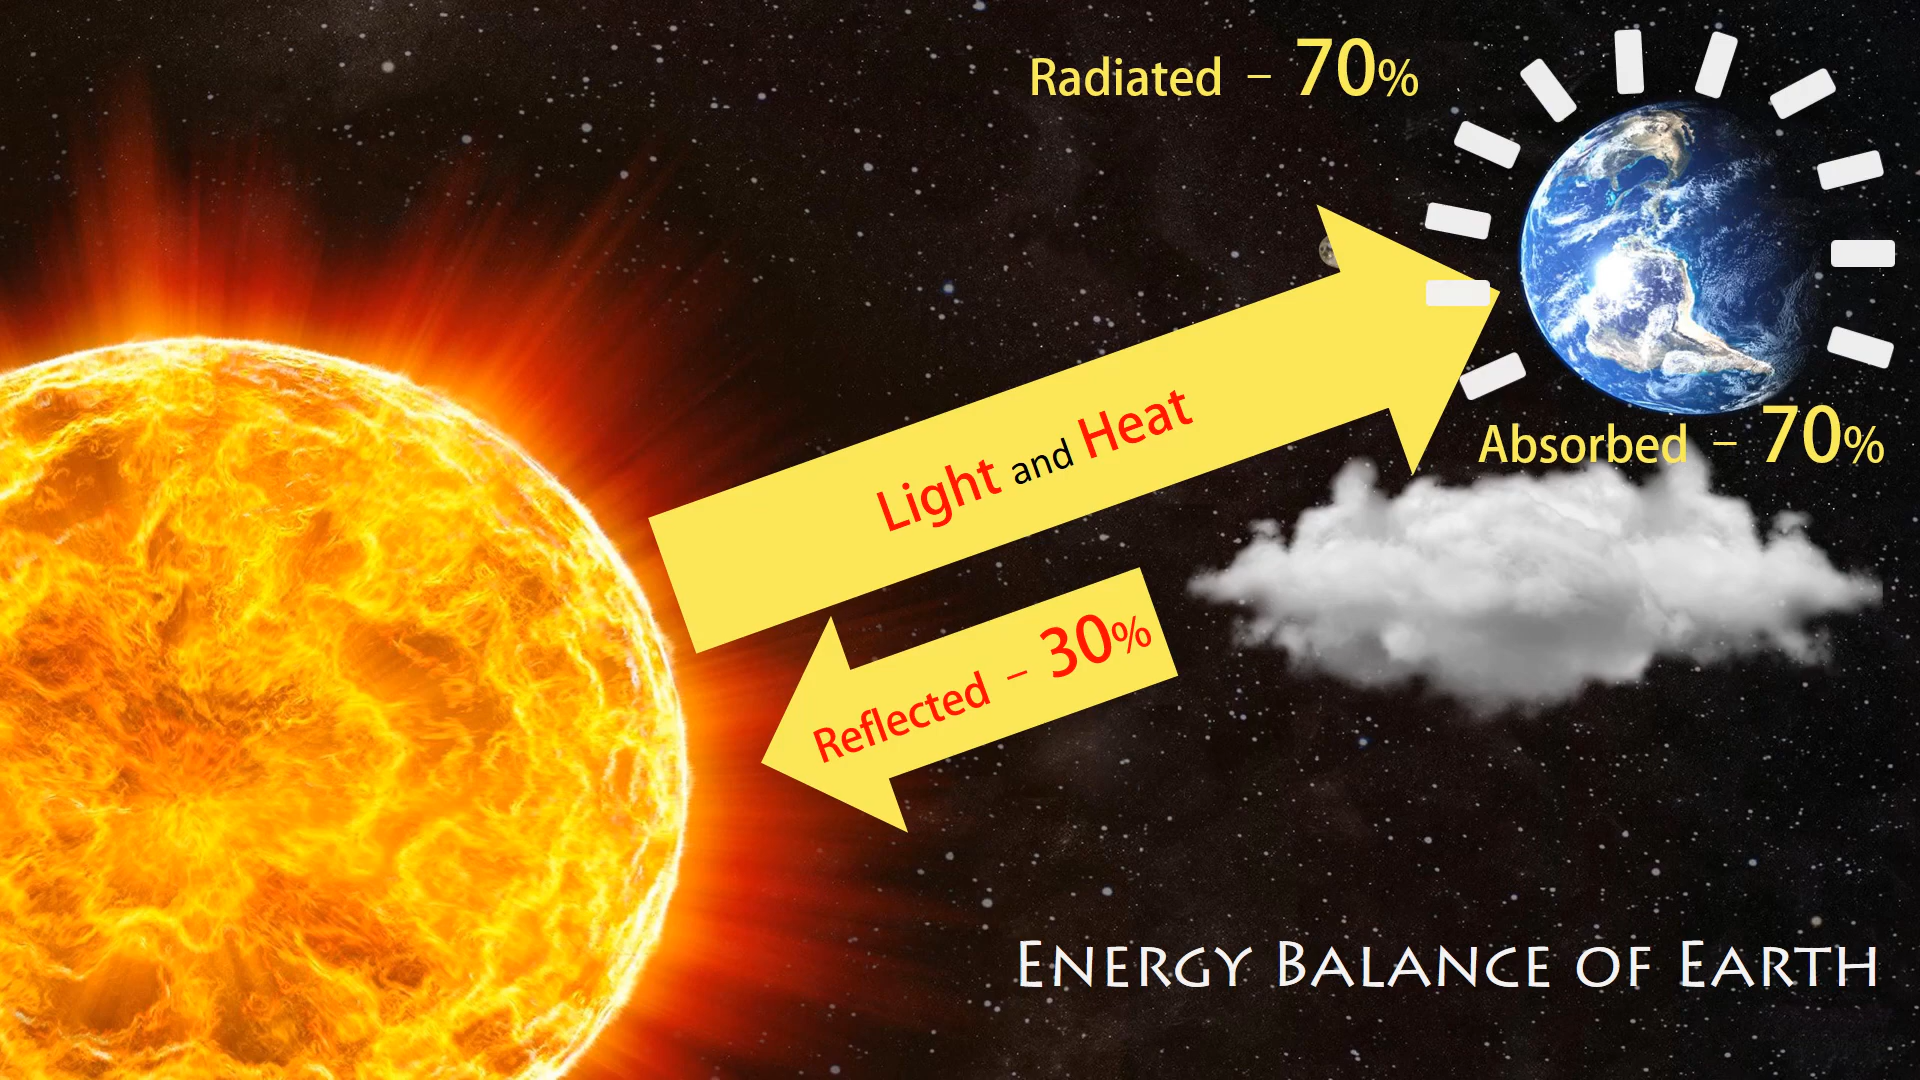 Radiated – 70%
Light and Heat
Absorbed – 70%
Reflected – 30%
Energy Balance of Earth